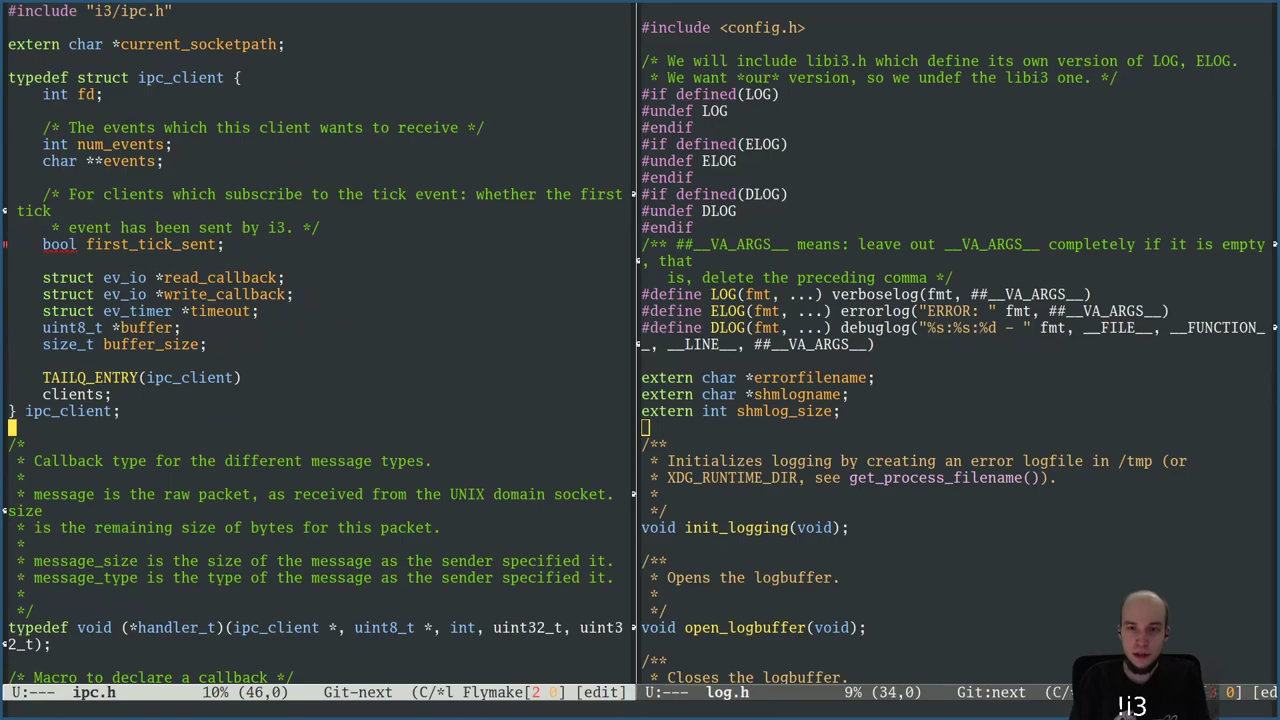 #include "i3/ipc.h"
extern char *current_socketpath;
typedef struct ipc_client {
    int fd;
    /* The events which this client wants to receive */
    int num_events;
    char **events;
    /* For clients which subscribe to the tick event: whether the first
 tick
     * event has been sent by i3. */
    bool first_tick_sent;
    struct ev_io *read_callback;
    struct ev_io *write_callback;
    struct ev_timer *timeout;
    uint8_t *buffer;
    size_t buffer_size;
    TAILQ_ENTRY(ipc_client)
    clients;
} ipc_client;
/*
 * Callback type for the different message types.
 *
 * message is the raw packet, as received from the UNIX domain socket.
size
 * is the remaining size of bytes for this packet.
 *
 * message_size is the size of the message as the sender specified it.
 * message_type is the type of the message as the sender specified it.
 *
 */
typedef void (*handler_t)(ipc_client *, uint8_t *, int, uint32_t, uint3
2_t);
/* Macro to declare a callback */
U:---  ipc.h          10% (46,0)     Git-next  (C/*l Flymake[2 0] [edit]
#include <config.h>
/* We will include libi3.h which define its own version of LOG, ELOG.
 * We want *our* version, so we undef the libi3 one. */
#if defined(LOG)
#undef LOG
#endif
#if defined(ELOG)
#undef ELOG
#endif
#if defined(DLOG)
#undef DLOG
#endif
/** ##__VA_ARGS__ means: leave out __VA_ARGS__ completely if it is empty
, that
    is, delete the preceding comma */
#define LOG(fmt, ...) verboselog(fmt, ##__VA_ARGS__)
#define ELOG(fmt, ...) errorlog("ERROR: " fmt, ##__VA_ARGS__)
#define DLOG(fmt, ...) debuglog("%s:%s:%d - " fmt, __FILE__, __FUNCTION_
_, __LINE__, ##__VA_ARGS__)
extern char *errorfilename;
extern char *shmlogname;
extern int shmlog_size;
/**
 * Initializes logging by creating an error logfile in /tmp (or
 * XDG_RUNTIME_DIR, see get_process_filename()).
 *
 */
void init_logging(void);
/**
 * Opens the logbuffer.
 *
 */
void open_logbuffer(void);
/**
 * Closes the logbuffer.
U:---  log.h          9% (34,0)      Git:next  (C/ 0] [ed
!i3